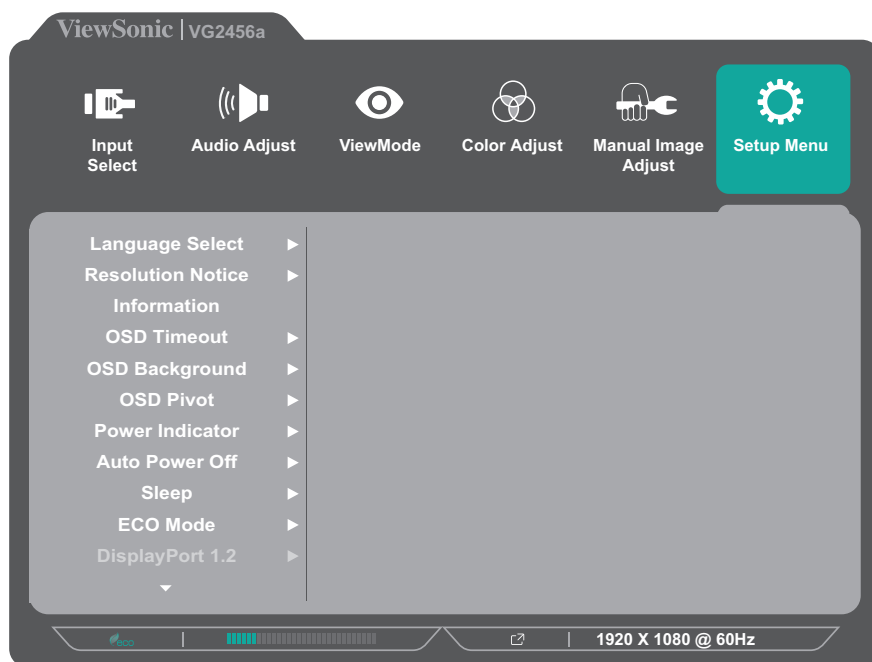 ViewSonic | VG2456a
Input Select
Audio Adjust
ViewMode
Color Adjust
Manual Image Adjust
Setup Menu
Language Select
Resolution Notice
Information
OSD Timeout
OSD Background
OSD Pivot
Power Indicator
Auto Power Off
Sleep
ECO Mode
DisplayPort 1.2
eco
1920 X 1080 @ 60Hz